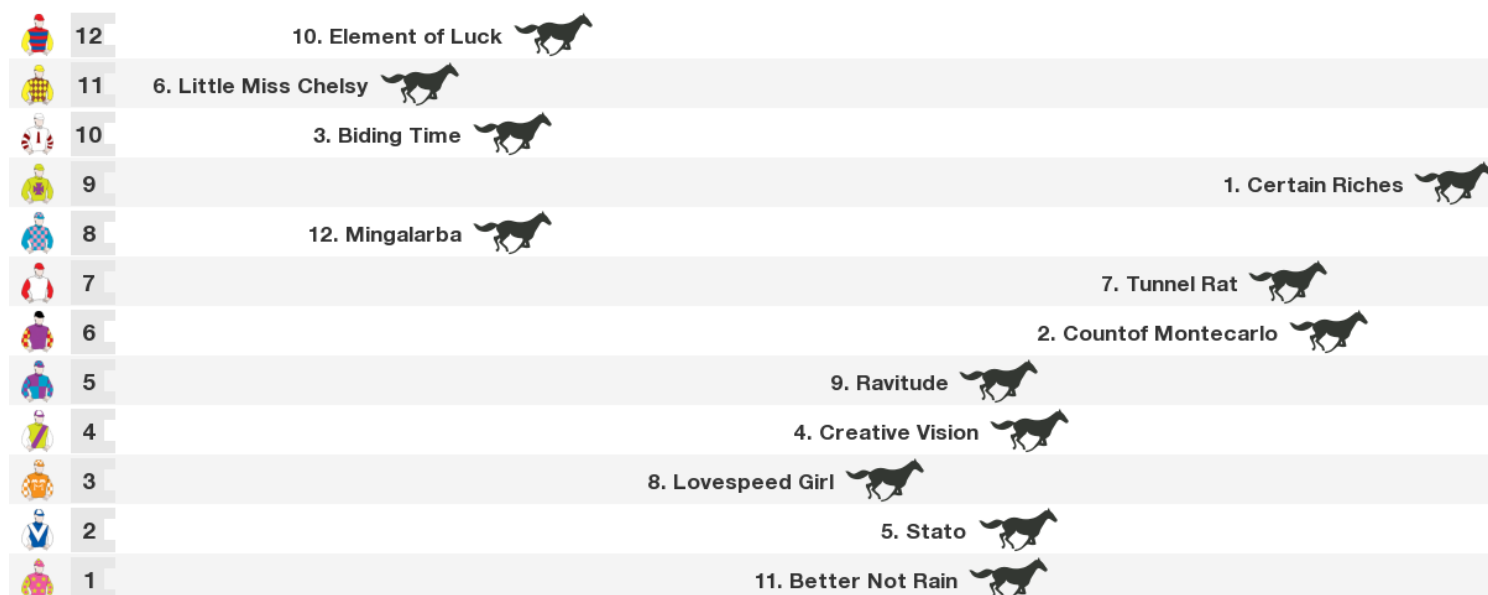 12 10. Element of Luck
11 6. Little Miss Chelsy
10 3. Biding Time
9 1. Certain Riches
8 12. Mingalarba
7 7. Tunnel Rat
6 2. Countof Montecarlo
5 9. Ravitude
4 4. Creative Vision
3 8. Lovespeed Girl
2 5. Stato
1 11. Better Not Rain